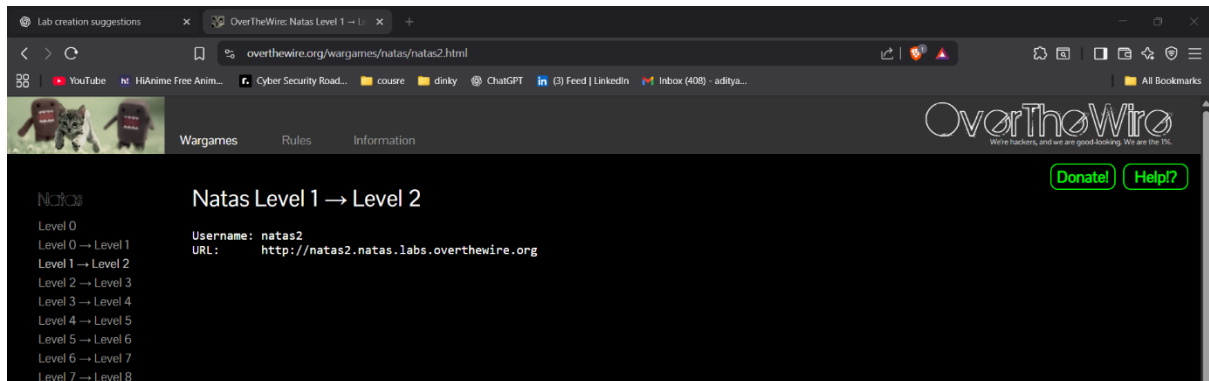 Lab creation suggestions
OverTheWire: Natas Level 1 → Le
overthewire.org/wargames/natas/natas2.html
YouTube
HiAnime Free Anim...
Cyber Security Road...
cousre
dinky
ChatGPT
(3) Feed | LinkedIn
Inbox (408) - aditya...
All Bookmarks
Wargames Rules Information
OverTheWire
We're hackers, and we are good-looking. We are the 1%.
Donate! Help!?
Natas
Level 0
Level 0 → Level 1
Level 1 → Level 2
Level 2 → Level 3
Level 3 → Level 4
Level 4 → Level 5
Level 5 → Level 6
Level 6 → Level 7
Level 7 → Level 8
Natas Level 1 → Level 2
Username: natas2
URL: http://natas2.natas.labs.overthewire.org